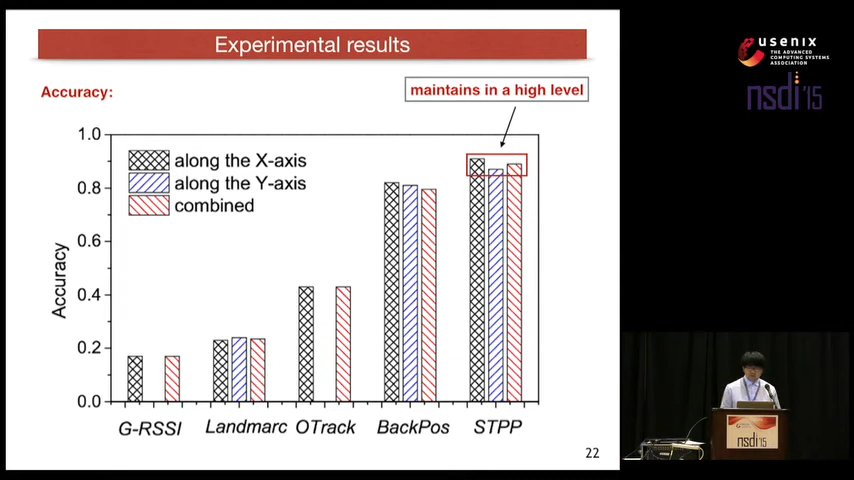 Experimental results
Accuracy:
maintains in a high level
along the X-axis
along the Y-axis
combined
1.0
0.8
0.6
0.4
0.2
0.0
Accuracy
G-RSSI
Landmarc
OTrack
BackPos
STPP
22
usenix
THE ADVANCED
COMPUTING SYSTEMS
ASSOCIATION
nsdi '15
nsdi'15